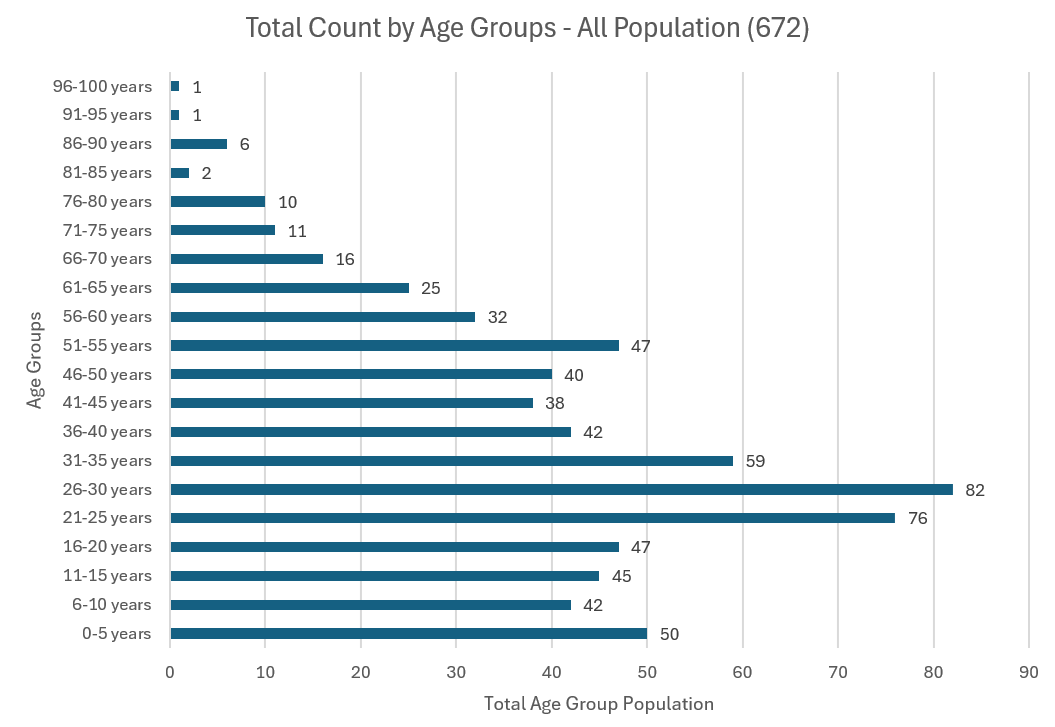 Total Count by Age Groups - All Population (672)
96-100 years 1
91-95 years 1
86-90 years 6
81-85 years 2
76-80 years 10
71-75 years 11
66-70 years 16
61-65 years 25
56-60 years 32
51-55 years 47
46-50 years 40
41-45 years 38
36-40 years 42
31-35 years 59
26-30 years 82
21-25 years 76
16-20 years 47
11-15 years 45
6-10 years 42
0-5 years 50
Age Groups
0 10 20 30 40 50 60 70 80 90
Total Age Group Population